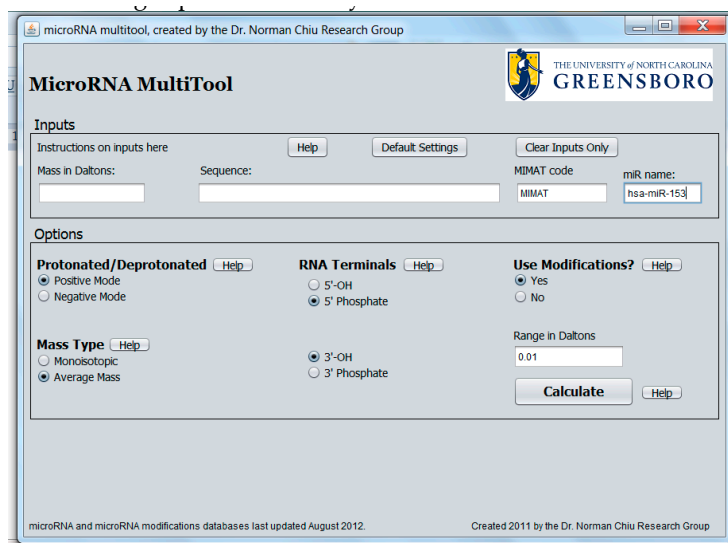 microRNA multitool, created by the Dr. Norman Chiu Research Group
MicroRNA MultiTool
THE UNIVERSITY of NORTH CAROLINA
GREENSBORO
Inputs
Instructions on inputs here Help Default Settings Clear Inputs Only
Mass in Daltons: Sequence: MIMAT code miR name:
MIMAT hsa-miR-153
Options
Protonated/Deprotonated Help RNA Terminals Help Use Modifications? Help
Positive Mode 5'-OH Yes
Negative Mode 5' Phosphate No
Range in Daltons
Mass Type Help
Monoisotopic 3'-OH 0.01
Average Mass 3' Phosphate
Calculate Help
microRNA and microRNA modifications databases last updated August 2012. Created 2011 by the Dr. Norman Chiu Research Group